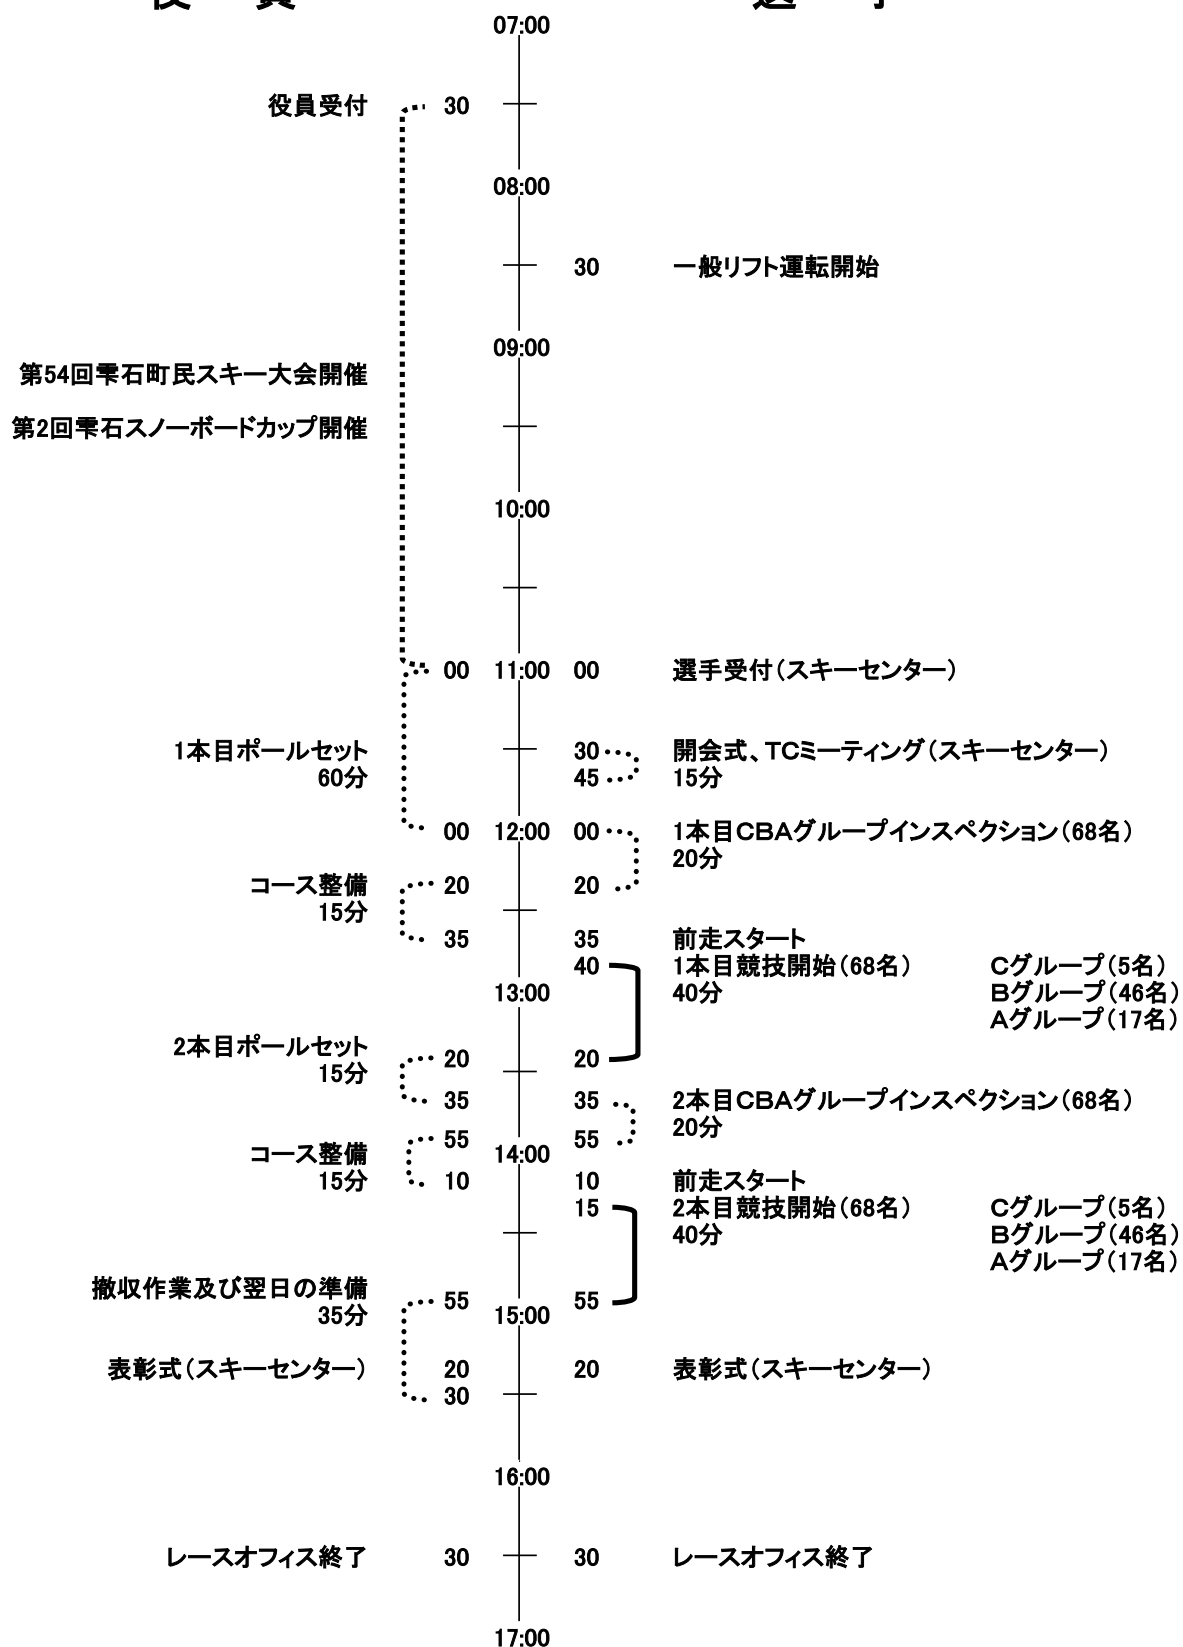 07:00
役員受付 30
08:00
30 一般リフト運転開始
09:00
第54回雫石町民スキー大会開催
第2回雫石スノーボードカップ開催
10:00
00 11:00 00 選手受付（スキーセンター）
1本目ポールセット 30 開会式、TCミーティング（スキーセンター）
60分 45 15分
00 12:00 00 1本目CBAグループインスペクション（68名）
20分
コース整備 20 20
15分
35 35 前走スタート
40 1本目競技開始（68名） Cグループ（5名）
13:00 40分 Bグループ（46名）
Aグループ（17名）
2本目ポールセット 20 20
15分
35 35 2本目CBAグループインスペクション（68名）
20分
55 55
コース整備 14:00
15分 10 10 前走スタート
15 2本目競技開始（68名） Cグループ（5名）
40分 Bグループ（46名）
Aグループ（17名）
撤収作業及び翌日の準備 55 55
35分 15:00
表彰式（スキーセンター） 20 20 表彰式（スキーセンター）
30
16:00
レースオフィス終了 30 30 レースオフィス終了
17:00